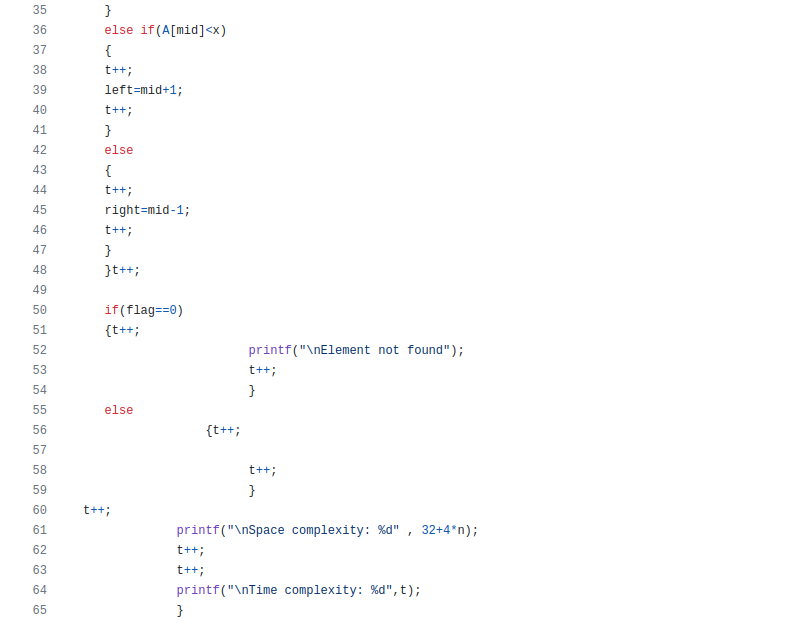 35 }
36 else if(A[mid]<x)
37 {
38 t++;
39 left=mid+1;
40 t++;
41 }
42 else
43 {
44 t++;
45 right=mid-1;
46 t++;
47 }
48 }t++;
49
50 if(flag==0)
51 {t++;
52 printf("\nElement not found");
53 t++;
54 }
55 else
56 {t++;
57
58 t++;
59 }
60 t++;
61 printf("\nSpace complexity: %d" , 32+4*n);
62 t++;
63 t++;
64 printf("\nTime complexity: %d",t);
65 }